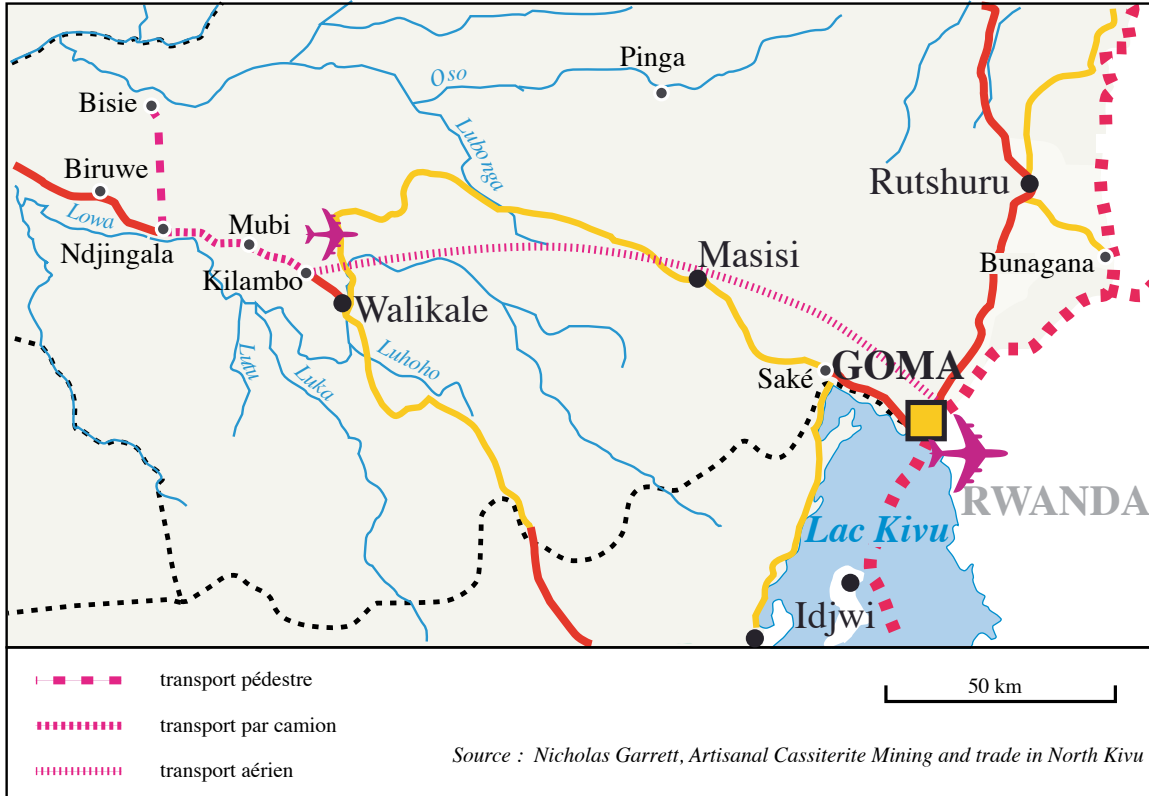 Pinga
Oso
Bisie
Lubonga
Biruwe
Rutshuru
Lowa
Mubi
Ndjingala
Masisi
Bunagana
Kilambo
Walikale
Lutu
Luka
Luhoho
Saké
GOMA
RWANDA
Lac Kivu
Idjwi
transport pédestre
50 km
transport par camion
Source : Nicholas Garrett, Artisanal Cassiterite Mining and trade in North Kivu
transport aérien